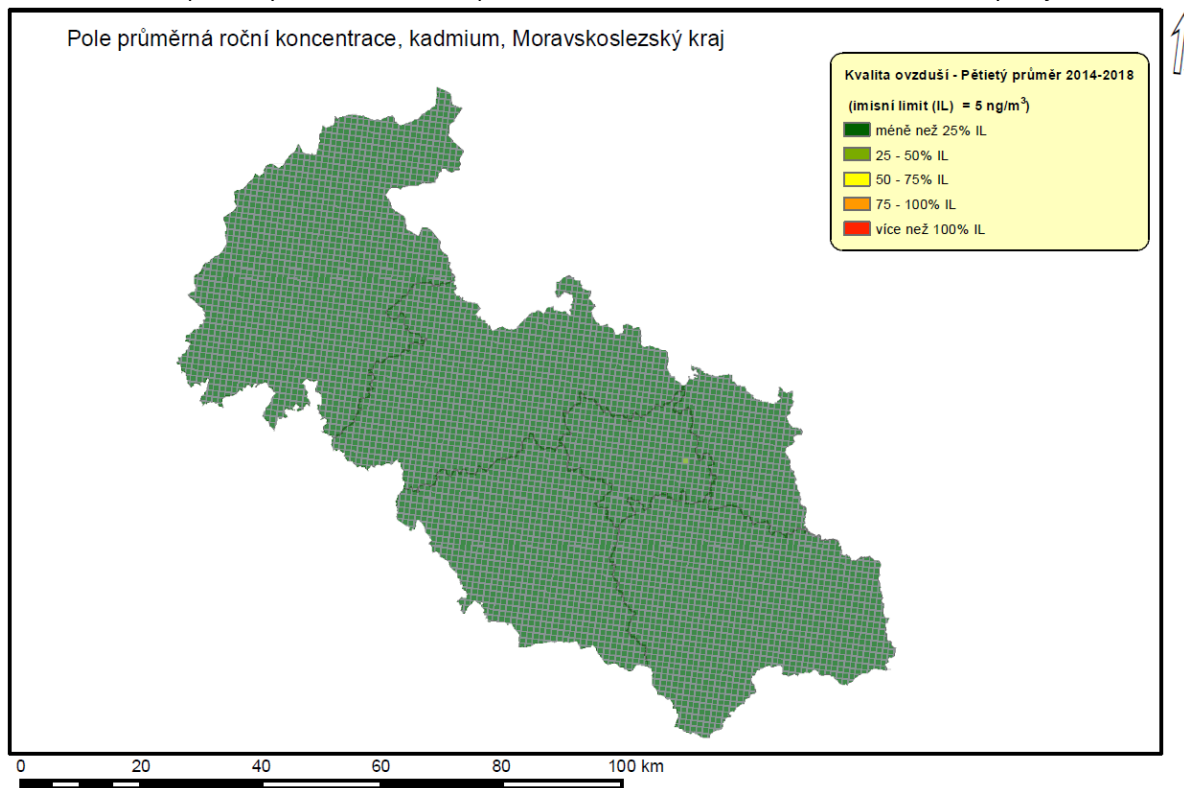 Pole průměrná roční koncentrace, kadmium, Moravskoslezský kraj
Kvalita ovzduší - Pětietý průměr 2014-2018
(imisní limit (IL) = 5 ng/m³)
méně než 25% IL
25 - 50% IL
50 - 75% IL
75 - 100% IL
více než 100% IL
0 20 40 60 80 100 km